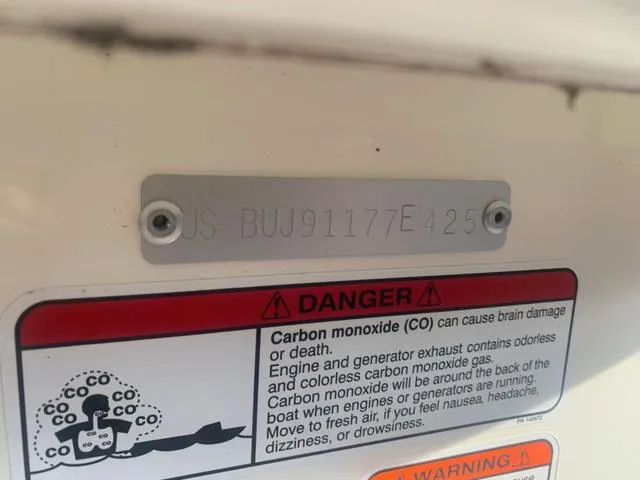 US BUJ91177E425
DANGER
Carbon monoxide (CO) can cause brain damage
or death.
Engine and generator exhaust contains odorless
and colorless carbon monoxide gas.
Carbon monoxide will be around the back of the
boat when engines or generators are running.
Move to fresh air, if you feel nausea, headache,
dizziness, or drowsiness.
CO
CO CO
CO CO CO
CO CO
CO CO
CO
WARNING